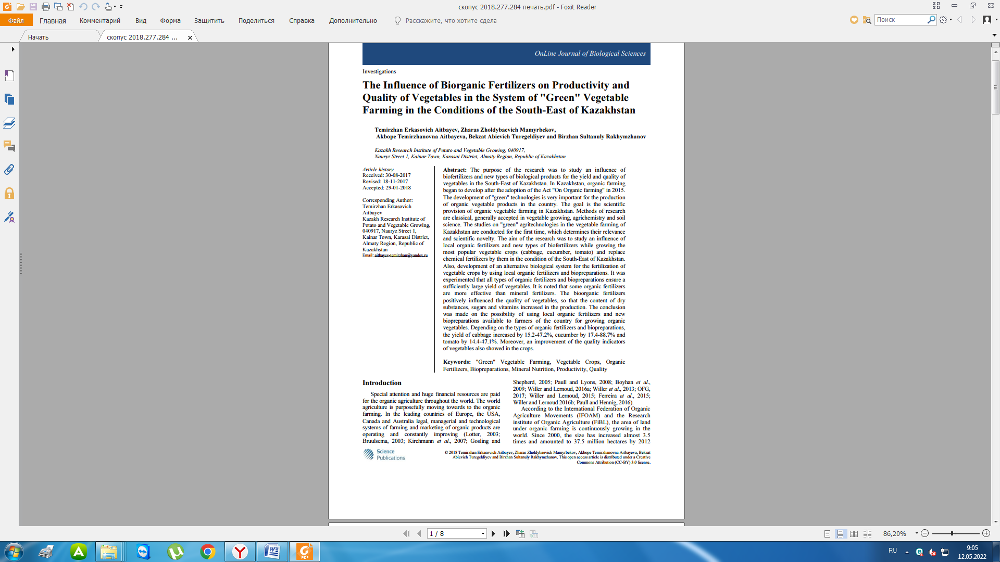 скопус 2018.277.284 печать.pdf - Foxit Reader
Файл
Главная
Комментарий
Вид
Форма
Защитить
Поделиться
Справка
Дополнительно
Расскажите, что хотите сдела
Поиск
Начать
скопус 2018.277.284 ...
OnLine Journal of Biological Sciences
Investigations
The Influence of Biorganic Fertilizers on Productivity and
Quality of Vegetables in the System of "Green" Vegetable
Farming in the Conditions of the South-East of Kazakhstan
Temirzhan Erkasovich Aitbayev, Zharas Zholdybaevich Mamyrbekov,
Akbope Temirzhanovna Aitbayeva, Bekzat Abievich Turegeldiyev and Birzhan Sultanuly Rakhymzhanov
Kazakh Research Institute of Potato and Vegetable Growing, 040917,
Nauryz Street 1, Kainar Town, Karasai District, Almaty Region, Republic of Kazakhstan
Article history
Received: 30-08-2017
Revised: 18-11-2017
Accepted: 29-01-2018
Corresponding Author:
Temirzhan Erkasovich
Aitbayev
Kazakh Research Institute of
Potato and Vegetable Growing,
040917, Nauryz Street 1,
Kainar Town, Karasai District,
Almaty Region, Republic of
Kazakhstan
Email: aitbayev-temirzhan@yandex.ru
Abstract: The purpose of the research was to study an influence of
biofertilizers and new types of biological products for the yield and quality of
vegetables in the South-East of Kazakhstan. In Kazakhstan, organic farming
began to develop after the adoption of the Act "On Organic farming" in 2015.
The development of "green" technologies is very important for the production
of organic vegetable products in the country. The goal is the scientific
provision of organic vegetable farming in Kazakhstan. Methods of research
are classical, generally accepted in vegetable growing, agrichemistry and soil
science. The studies on "green" agritechnologies in the vegetable farming of
Kazakhstan are conducted for the first time, which determines their relevance
and scientific novelty. The aim of the research was to study an influence of
local organic fertilizers and new types of biofertilizers while growing the
most popular vegetable crops (cabbage, cucumber, tomato) and replace
chemical fertilizers by them in the condition of the South-East of Kazakhstan.
Also, development of an alternative biological system for the fertilization of
vegetable crops by using local organic fertilizers and biopreparations. It was
experimented that all types of organic fertilizers and biopreparations ensure a
sufficiently large yield of vegetables. It is noted that some organic fertilizers
are more effective than mineral fertilizers. The bioorganic fertilizers
positively influenced the quality of vegetables, so that the content of dry
substances, sugars and vitamins increased in the production. The conclusion
was made on the possibility of using local organic fertilizers and new
biopreparations available to farmers of the country for growing organic
vegetables. Depending on the types of organic fertilizers and biopreparations,
the yield of cabbage increased by 15.2-47.2%, cucumber by 17.4-88.7% and
tomato by 14.4-47.1%. Moreover, an improvement of the quality indicators
of vegetables also showed in the crops.
Keywords: "Green" Vegetable Farming, Vegetable Crops, Organic
Fertilizers, Biopreparations, Mineral Nutrition, Productivity, Quality
Introduction
Special attention and huge financial resources are paid
for the organic agriculture throughout the world. The world
agriculture is purposefully moving towards to the organic
farming. In the leading countries of Europe, the USA,
Canada and Australia legal, managerial and technological
systems of farming and marketing of organic products are
operating and constantly improving (Lotter, 2003;
Bruulsema, 2003; Kirchmann et al., 2007; Gosling and
Shepherd, 2005; Paull and Lyons, 2008; Boyhan et al.,
2009; Willer and Lernoud, 2016a; Willer et al., 2013; OFG,
2017; Willer and Lernoud, 2015; Ferreira et al., 2015;
Willer and Lernoud 2016b; Paull and Hennig, 2016).
According to the International Federation of Organic
Agriculture Movements (IFOAM) and the Research
institute of Organic Agriculture (FiBL), the area of land
under organic farming is continuously growing in the
world. Since 2000, the size has increased almost 3.5
times and amounted to 37.5 million hectares by 2012
Science
Publications
© 2018 Temirzhan Erkasovich Aitbayev, Zharas Zholdybaevich Mamyrbekov, Akbope Temirzhanovna Aitbayeva, Bekzat
Abievich Turegeldiyev and Birzhan Sultanuly Rakhymzhanov. This open access article is distributed under a Creative
Commons Attribution (CC-BY) 3.0 license.
1 / 8
86,20%
RU
9:05
12.05.2022